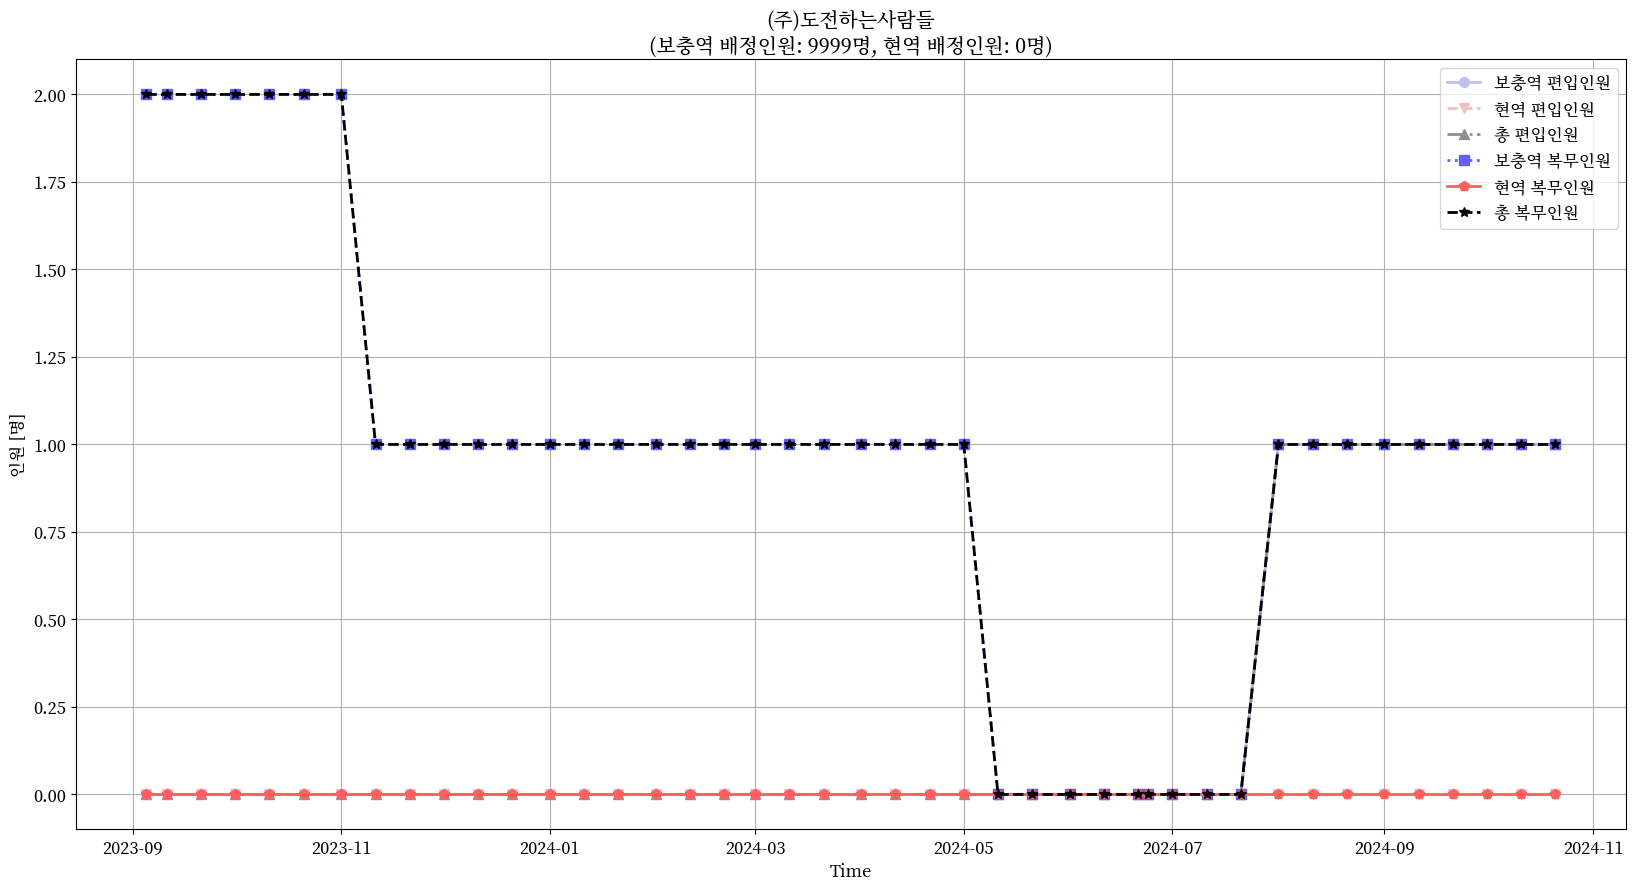 (주)도전하는사람들
(보충역 배정인원: 9999명, 현역 배정인원: 0명)
보충역 편입인원
현역 편입인원
총 편입인원
보충역 복무인원
현역 복무인원
총 복무인원
2.00
1.75
1.50
1.25
1.00
0.75
0.50
0.25
0.00
인원 [명]
2023-09 2023-11 2024-01 2024-03 2024-05 2024-07 2024-09 2024-11
Time